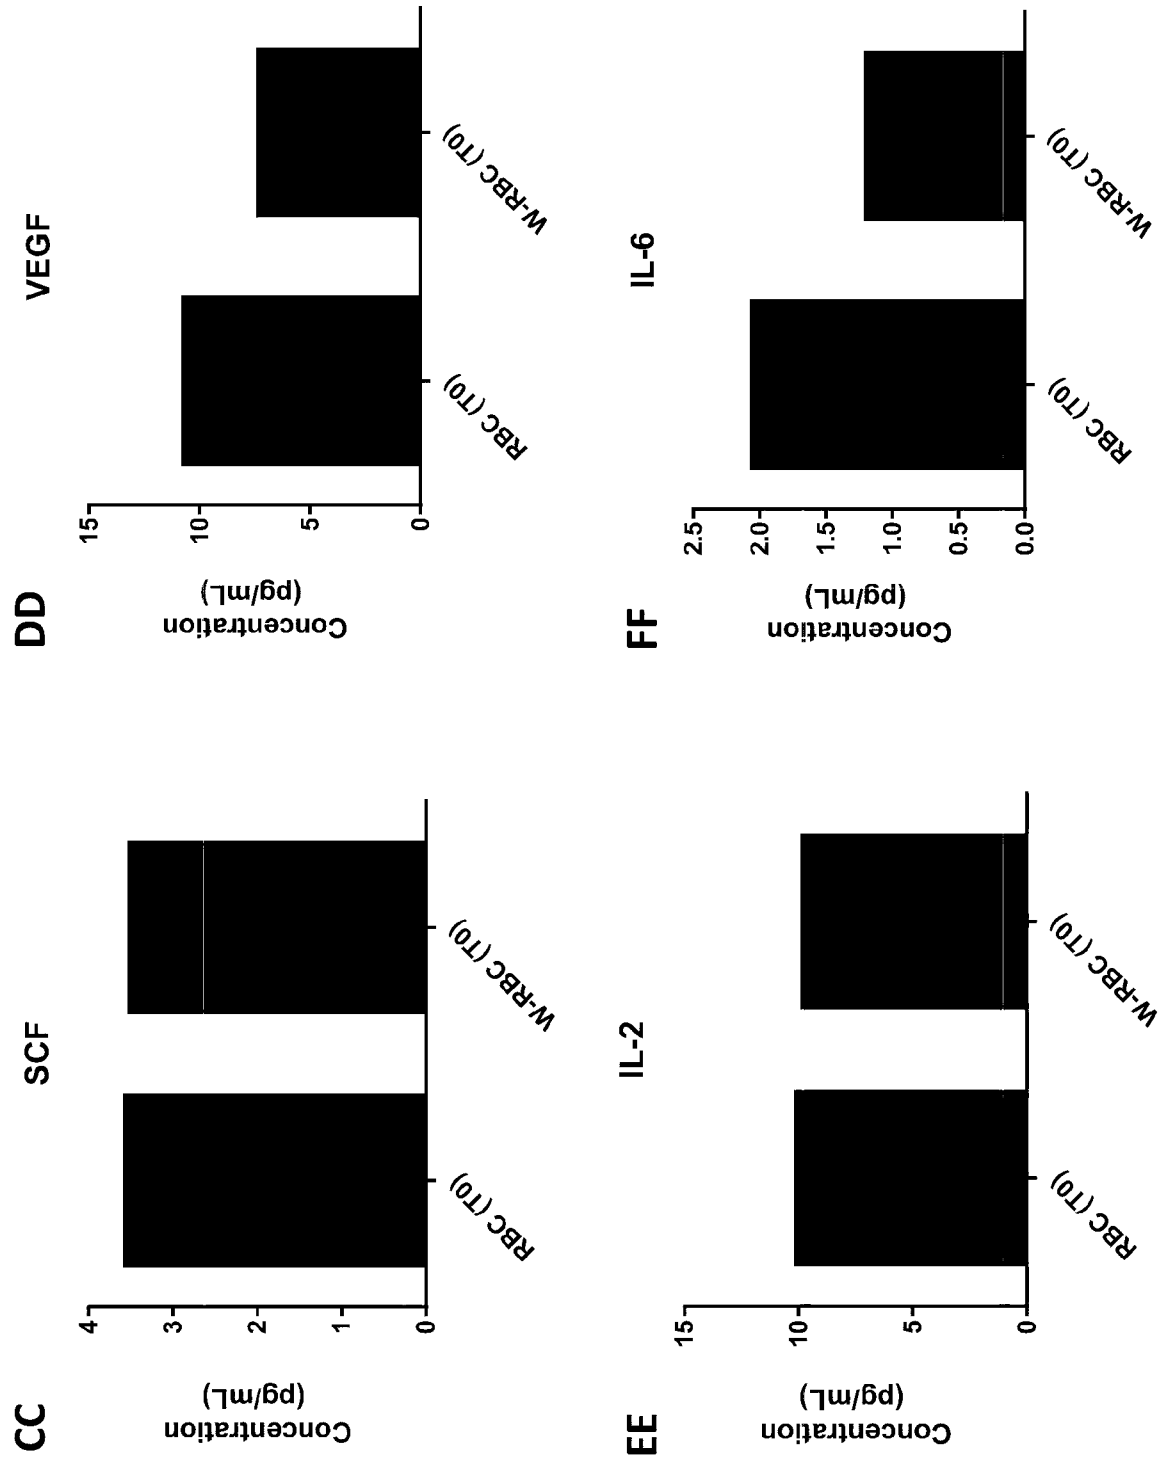 CC
SCF
Concentration
(pg/mL)
4
3
2
1
0
RBC (T0)
W-RBC (T0)
DD
VEGF
Concentration
(pg/mL)
15
10
5
0
RBC (T0)
W-RBC (T0)
EE
IL-2
Concentration
(pg/mL)
15
10
5
0
RBC (T0)
W-RBC (T0)
FF
IL-6
Concentration
(pg/mL)
2.5
2.0
1.5
1.0
0.5
0.0
RBC (T0)
W-RBC (T0)